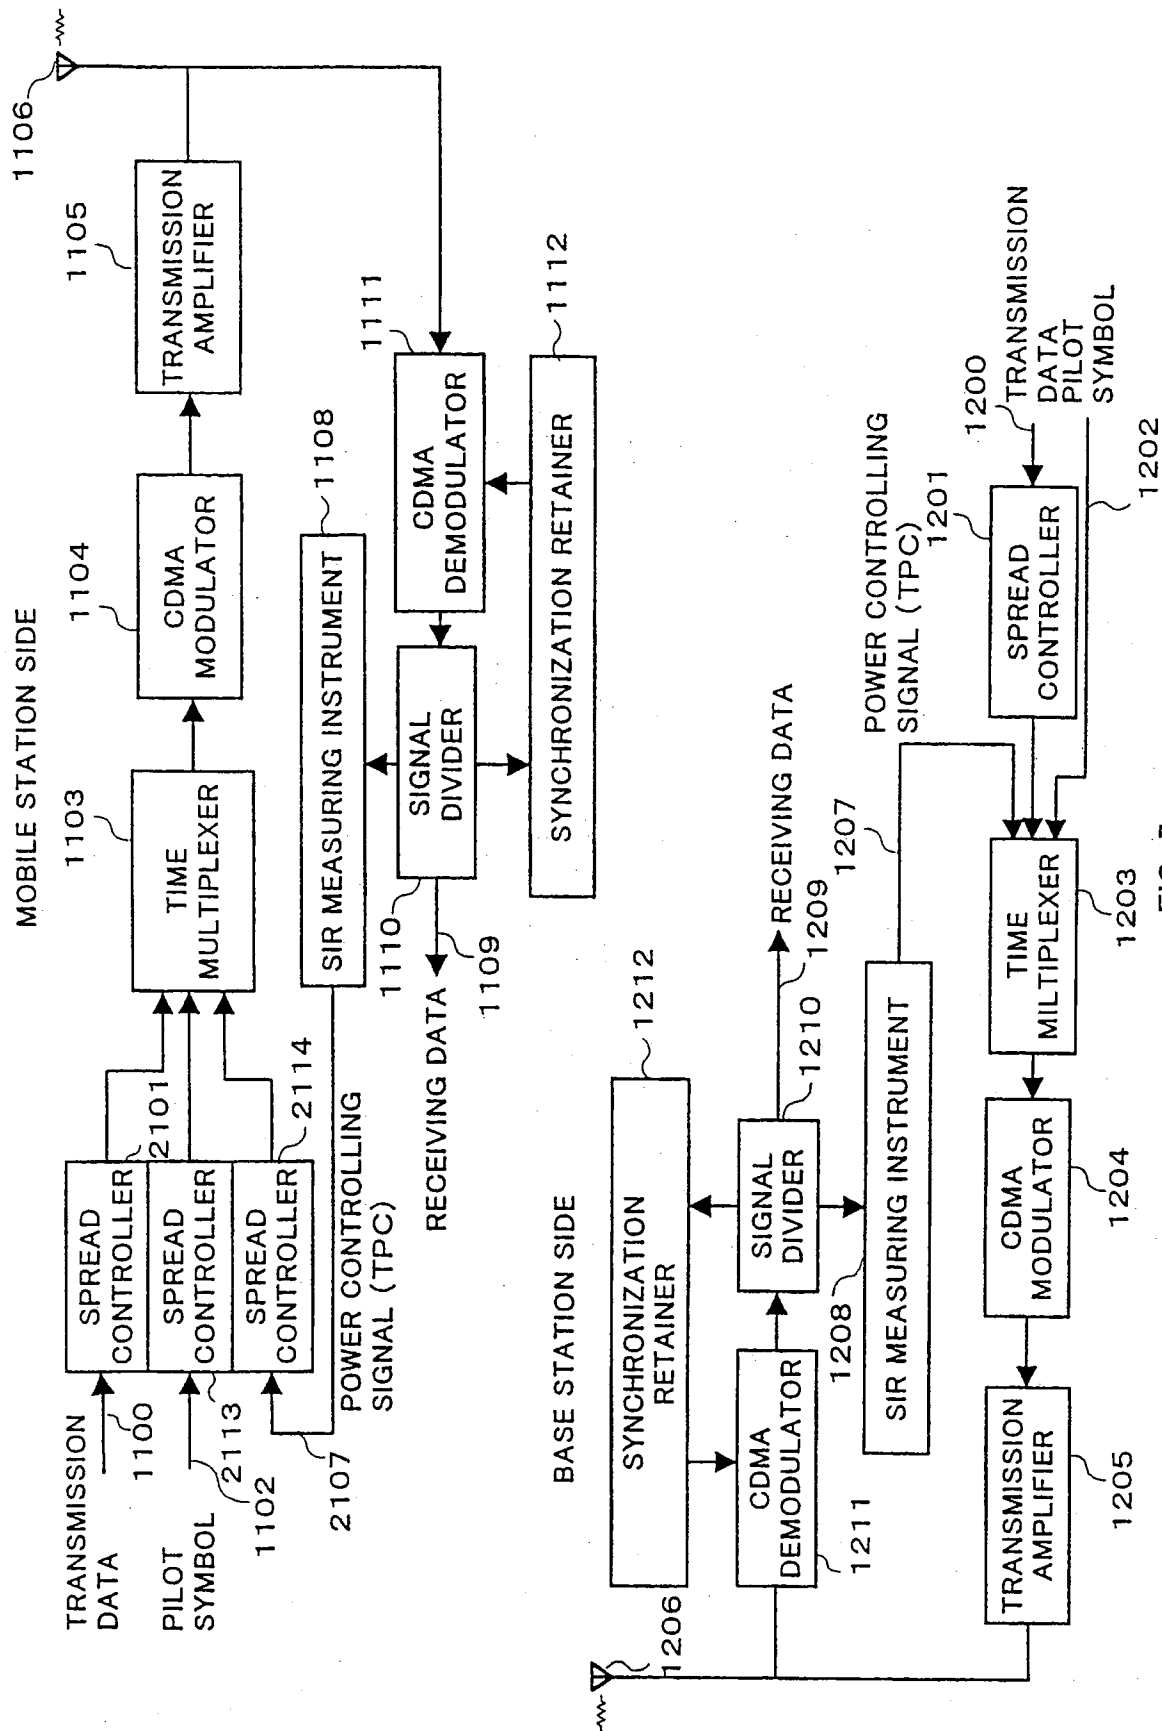 MOBILE STATION SIDE
TRANSMISSION
DATA
1100
PILOT
SYMBOL
1102
SPREAD
CONTROLLER
2101
SPREAD
CONTROLLER
2113
SPREAD
CONTROLLER
2114
2107
POWER CONTROLLING
SIGNAL (TPC)
TIME
MULTIPLEXER
1103
CDMA
MODULATOR
1104
TRANSMISSION
AMPLIFIER
1105
1106
SIR MEASURING INSTRUMENT
1108
RECEIVING DATA
1109
SIGNAL
DIVIDER
1110
CDMA
DEMODULATOR
1111
SYNCHRONIZATION RETAINER
1112
BASE STATION SIDE
1206
SYNCHRONIZATION
RETAINER
1212
CDMA
DEMODULATOR
1211
SIGNAL
DIVIDER
1210
RECEIVING DATA
1209
SIR MEASURING INSTRUMENT
1208
1207
POWER CONTROLLING
SIGNAL (TPC)
TRANSMISSION
AMPLIFIER
1205
CDMA
MODULATOR
1204
TIME
MILTIPLEXER
1203
SPREAD
CONTROLLER
1201
1200
TRANSMISSION
DATA
PILOT
SYMBOL
1202